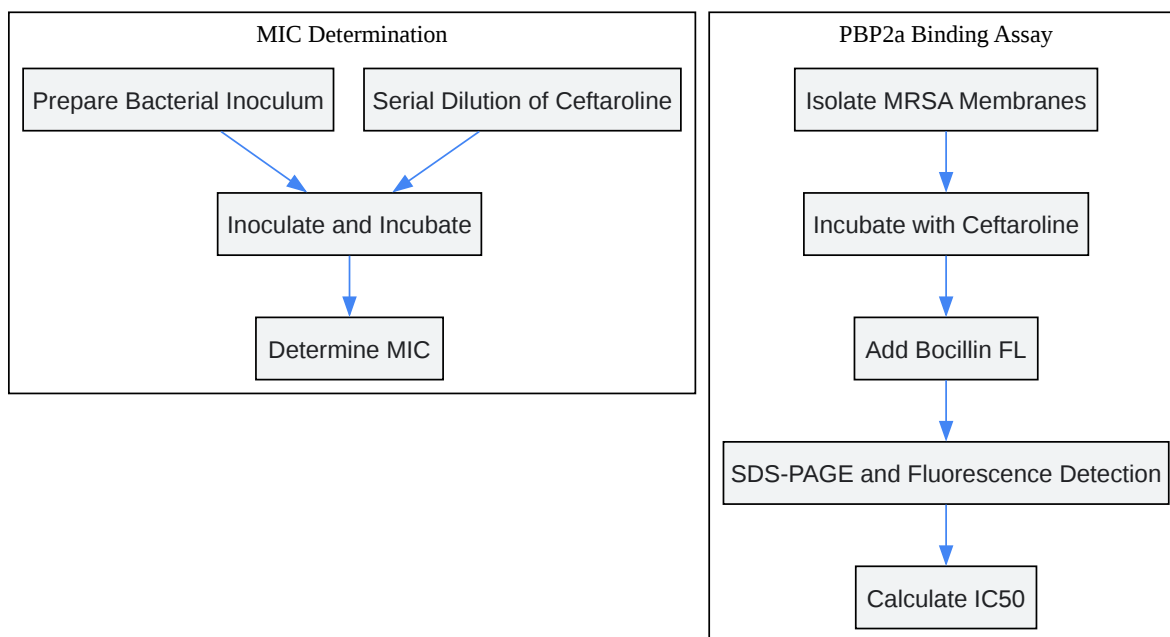 MIC Determination
Prepare Bacterial Inoculum
Serial Dilution of Ceftaroline
Inoculate and Incubate
Determine MIC
PBP2a Binding Assay
Isolate MRSA Membranes
Incubate with Ceftaroline
Add Bocillin FL
SDS-PAGE and Fluorescence Detection
Calculate IC50